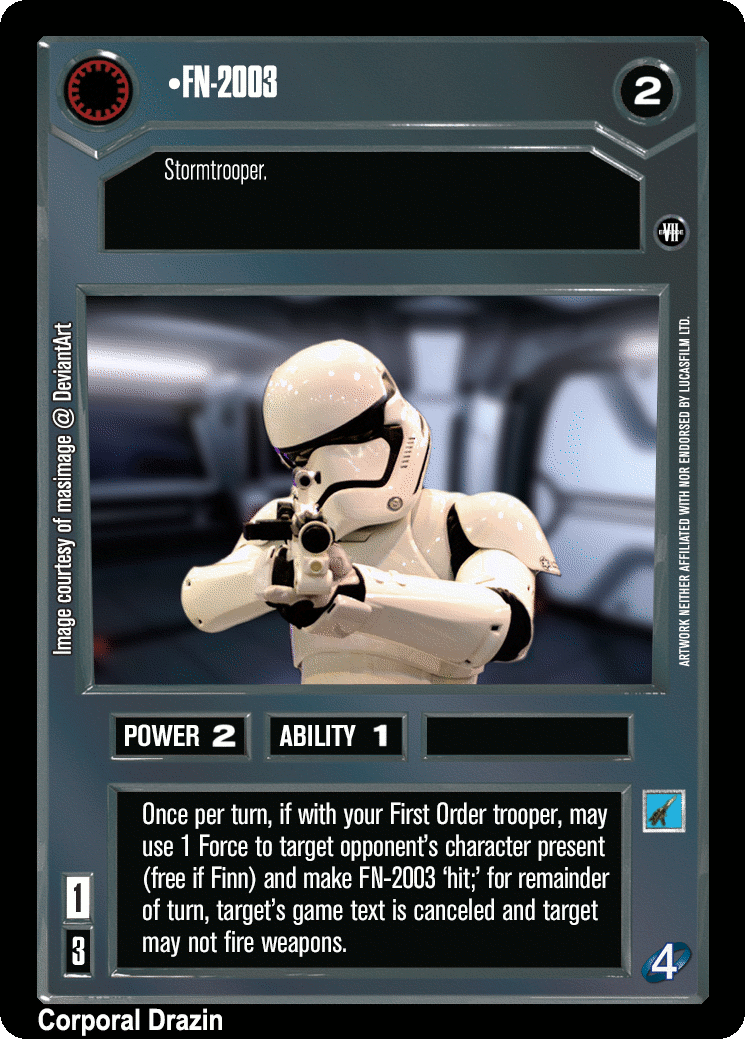 •FN-2003
2
Stormtrooper.
EPISODE
VII
Image courtesy of masimage @ DeviantArt
ARTWORK NEITHER AFFILIATED WITH NOR ENDORSED BY LUCASFILM LTD.
POWER 2
ABILITY 1
Once per turn, if with your First Order trooper, may
use 1 Force to target opponent's character present
(free if Finn) and make FN-2003 ‘hit;’ for remainder
of turn, target's game text is canceled and target
may not fire weapons.
1
3
4
Corporal Drazin